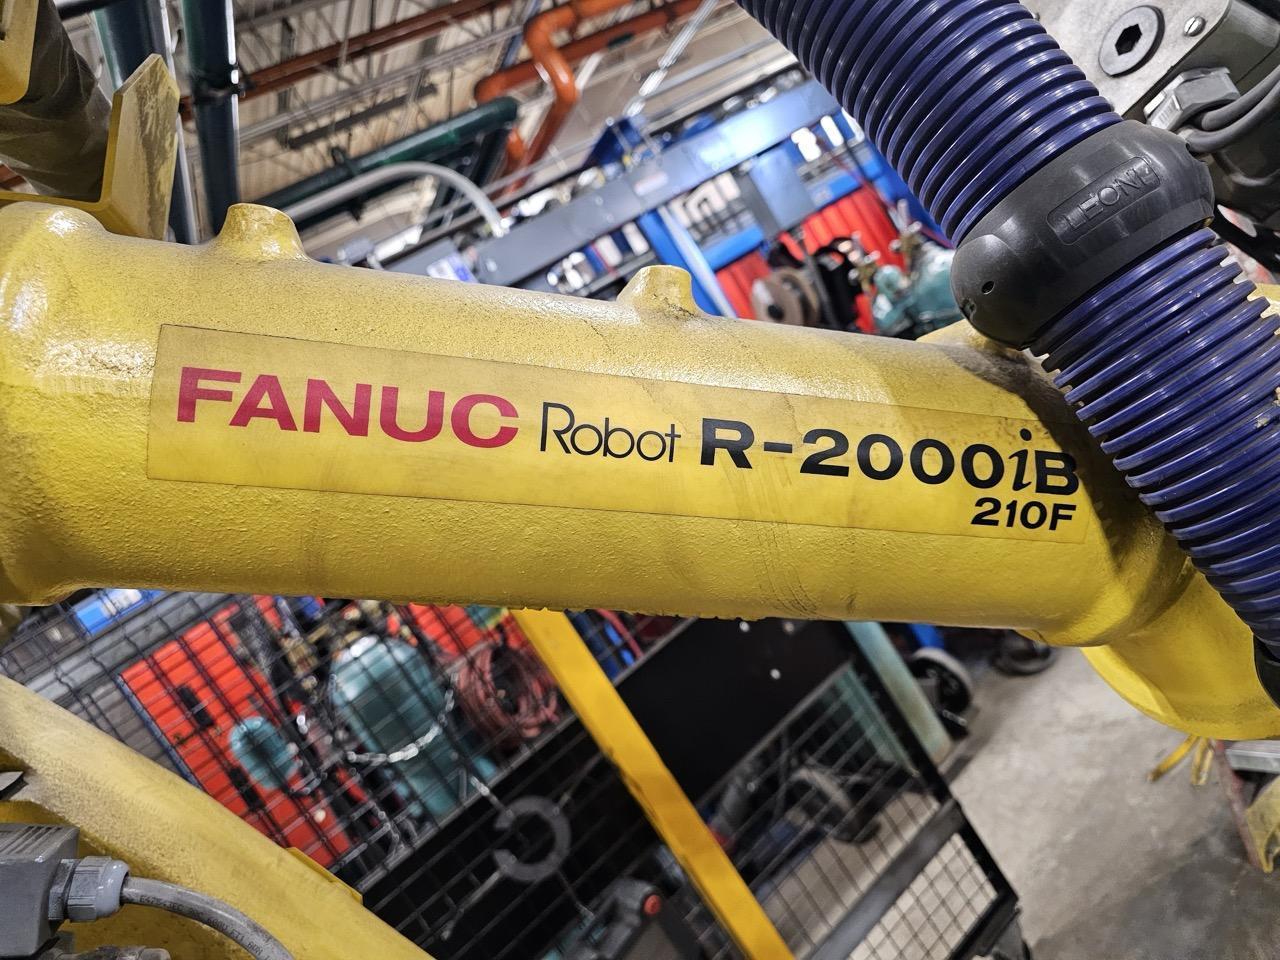 FANUC Robot R-2000iB
210F
LEONI